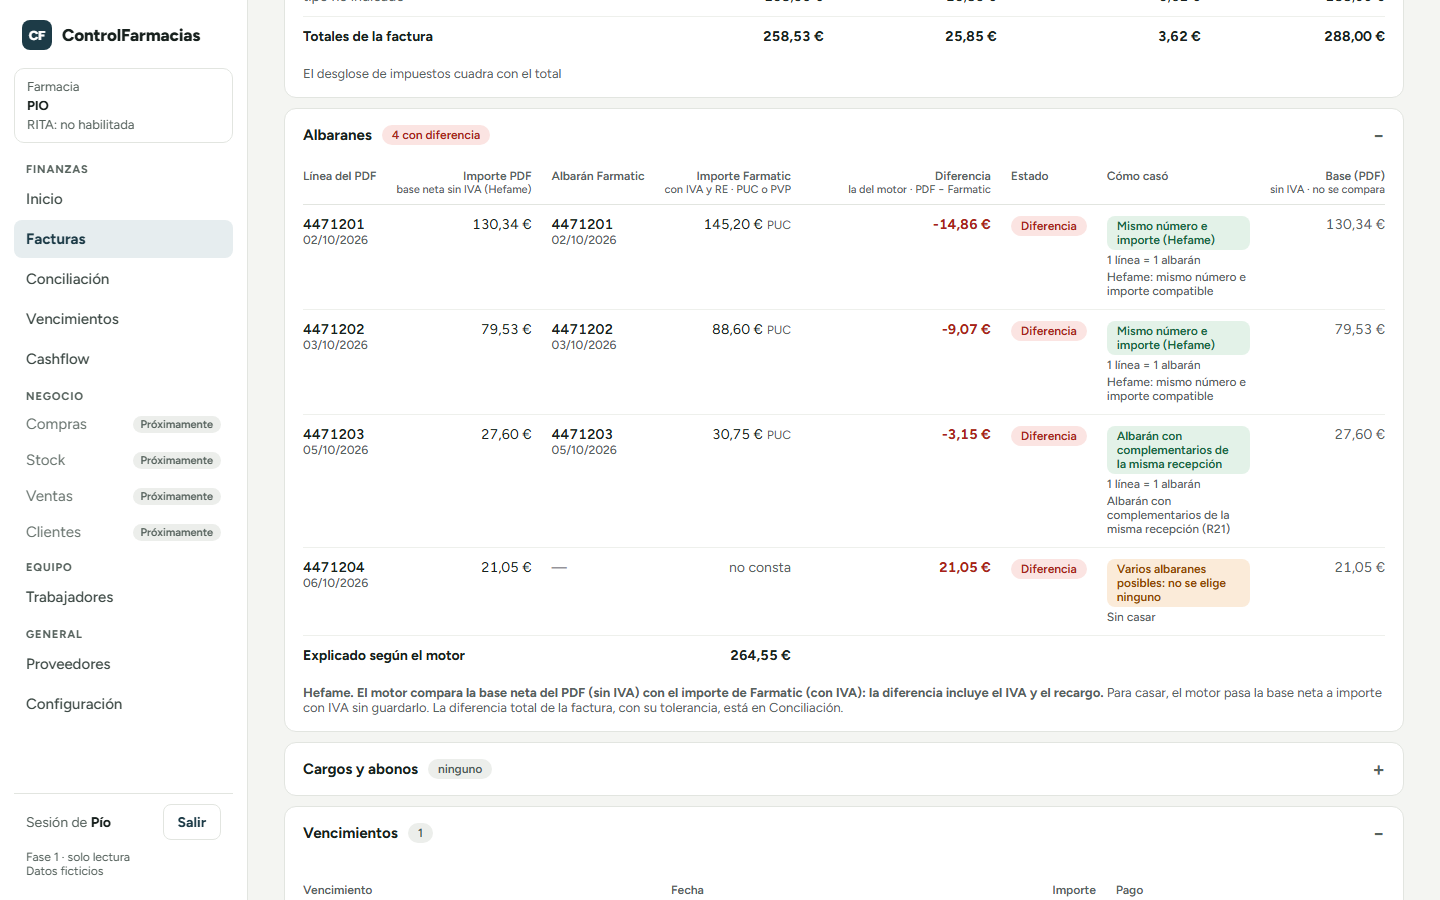 CF ControlFarmacias
Farmacia
PIO
RITA: no habilitada
FINANZAS
Inicio
Facturas
Conciliación
Vencimientos
Cashflow
NEGOCIO
Compras Próximamente
Stock Próximamente
Ventas Próximamente
Clientes Próximamente
EQUIPO
Trabajadores
GENERAL
Proveedores
Configuración
Sesión de Pío Salir
Fase 1 · solo lectura
Datos ficticios
Totales de la factura 258,53 € 25,85 € 3,62 € 288,00 €
El desglose de impuestos cuadra con el total
Albaranes 4 con diferencia −
Línea del PDF Importe PDF Albarán Farmatic Importe Farmatic Diferencia Estado Cómo casó Base (PDF)
base neta sin IVA (Hefame) con IVA y RE · PUC o PVP la del motor · PDF − Farmatic sin IVA · no se compara
4471201 130,34 € 4471201 145,20 € PUC -14,86 € Diferencia Mismo número e 130,34 €
02/10/2026 02/10/2026 importe (Hefame)
1 línea = 1 albarán
Hefame: mismo número e
importe compatible
4471202 79,53 € 4471202 88,60 € PUC -9,07 € Diferencia Mismo número e 79,53 €
03/10/2026 03/10/2026 importe (Hefame)
1 línea = 1 albarán
Hefame: mismo número e
importe compatible
4471203 27,60 € 4471203 30,75 € PUC -3,15 € Diferencia Albarán con 27,60 €
05/10/2026 05/10/2026 complementarios de
la misma recepción
1 línea = 1 albarán
Albarán con
complementarios de la
misma recepción (R21)
4471204 21,05 € — no consta 21,05 € Diferencia Varios albaranes 21,05 €
06/10/2026 posibles: no se elige
ninguno
Sin casar
Explicado según el motor 264,55 €
Hefame. El motor compara la base neta del PDF (sin IVA) con el importe de Farmatic (con IVA): la diferencia incluye el IVA y el recargo. Para casar, el motor pasa la base neta a importe
con IVA sin guardarlo. La diferencia total de la factura, con su tolerancia, está en Conciliación.
Cargos y abonos ninguno +
Vencimientos 1 −
Vencimiento Fecha Importe Pago